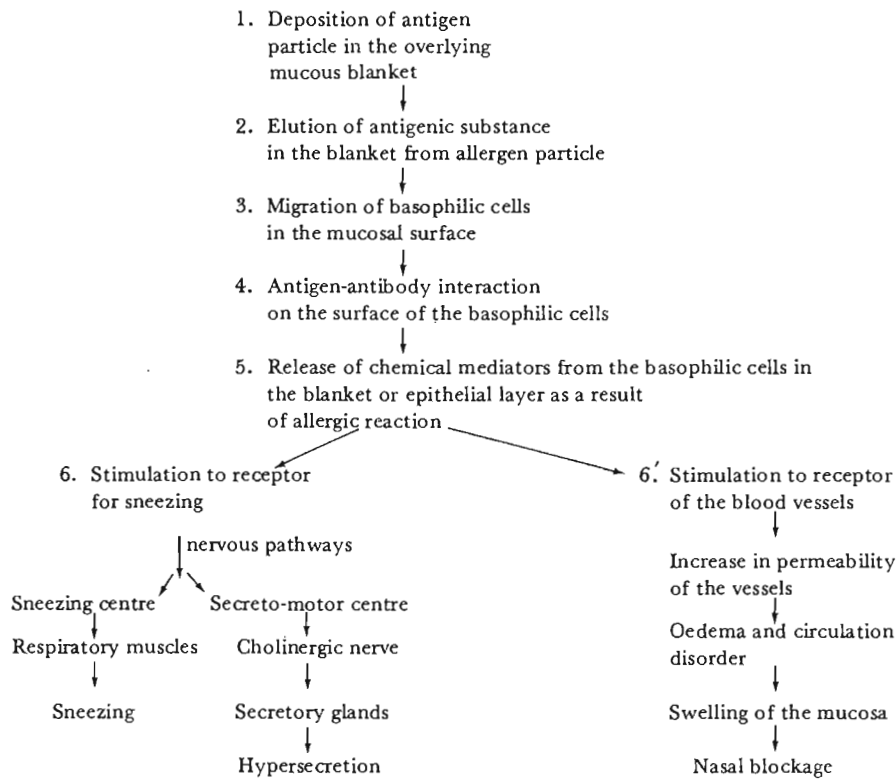 1. Deposition of antigen
particle in the overlying
mucous blanket
2. Elution of antigenic substance
in the blanket from allergen particle
3. Migration of basophilic cells
in the mucosal surface
4. Antigen-antibody interaction
on the surface of the basophilic cells
5. Release of chemical mediators from the basophilic cells in
the blanket or epithelial layer as a result
of allergic reaction
6. Stimulation to receptor
for sneezing
nervous pathways
Sneezing centre
Respiratory muscles
Sneezing
Secreto-motor centre
Cholinergic nerve
Secretory glands
Hypersecretion
6.′ Stimulation to receptor
of the blood vessels
Increase in permeability
of the vessels
Oedema and circulation
disorder
Swelling of the mucosa
Nasal blockage